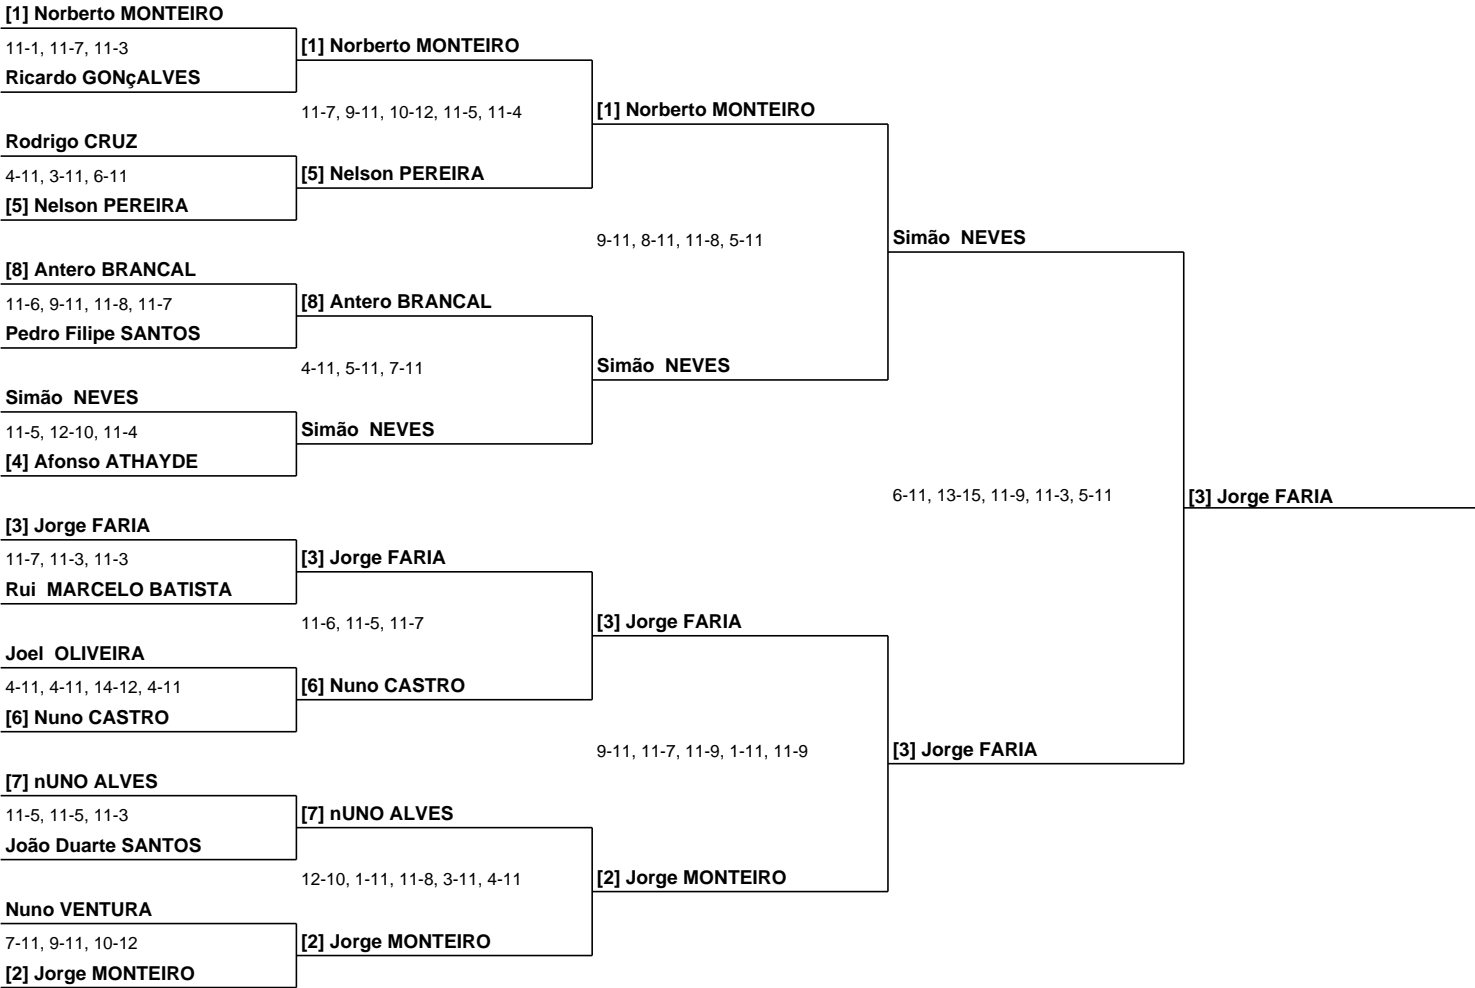 [1] Norberto MONTEIRO
11-1, 11-7, 11-3
[1] Norberto MONTEIRO
Ricardo GONçALVES
11-7, 9-11, 10-12, 11-5, 11-4
[1] Norberto MONTEIRO
Rodrigo CRUZ
4-11, 3-11, 6-11
[5] Nelson PEREIRA
[5] Nelson PEREIRA
9-11, 8-11, 11-8, 5-11
Simão  NEVES
[8] Antero BRANCAL
11-6, 9-11, 11-8, 11-7
[8] Antero BRANCAL
Pedro Filipe SANTOS
4-11, 5-11, 7-11
Simão  NEVES
Simão  NEVES
11-5, 12-10, 11-4
Simão  NEVES
[4] Afonso ATHAYDE
6-11, 13-15, 11-9, 11-3, 5-11
[3] Jorge FARIA
[3] Jorge FARIA
11-7, 11-3, 11-3
[3] Jorge FARIA
Rui  MARCELO BATISTA
11-6, 11-5, 11-7
[3] Jorge FARIA
Joel  OLIVEIRA
4-11, 4-11, 14-12, 4-11
[6] Nuno CASTRO
[6] Nuno CASTRO
9-11, 11-7, 11-9, 1-11, 11-9
[3] Jorge FARIA
[7] nUNO ALVES
11-5, 11-5, 11-3
[7] nUNO ALVES
João Duarte SANTOS
12-10, 1-11, 11-8, 3-11, 4-11
[2] Jorge MONTEIRO
Nuno VENTURA
7-11, 9-11, 10-12
[2] Jorge MONTEIRO
[2] Jorge MONTEIRO